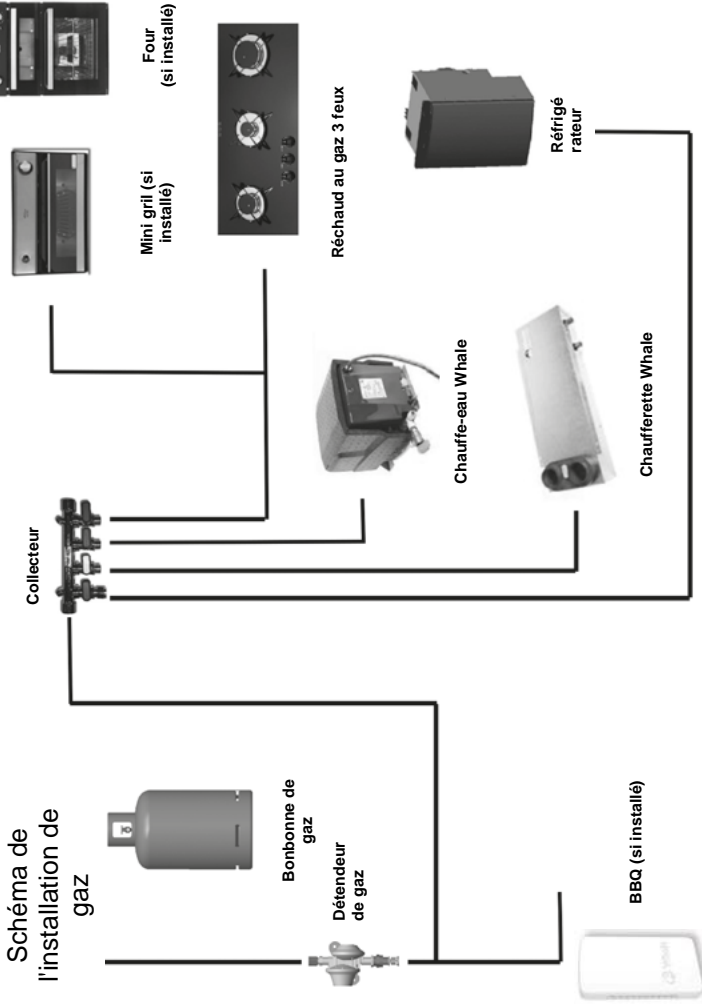 Schéma de
l'installation de
gaz
Bonbonne de
gaz
Détendeur
de gaz
BBQ (si installé)
Collecteur
Chauffe-eau Whale
Chaufferette Whale
Mini gril (si
installé)
Four
(si installé)
Réchaud au gaz 3 feux
Réfrigé
rateur